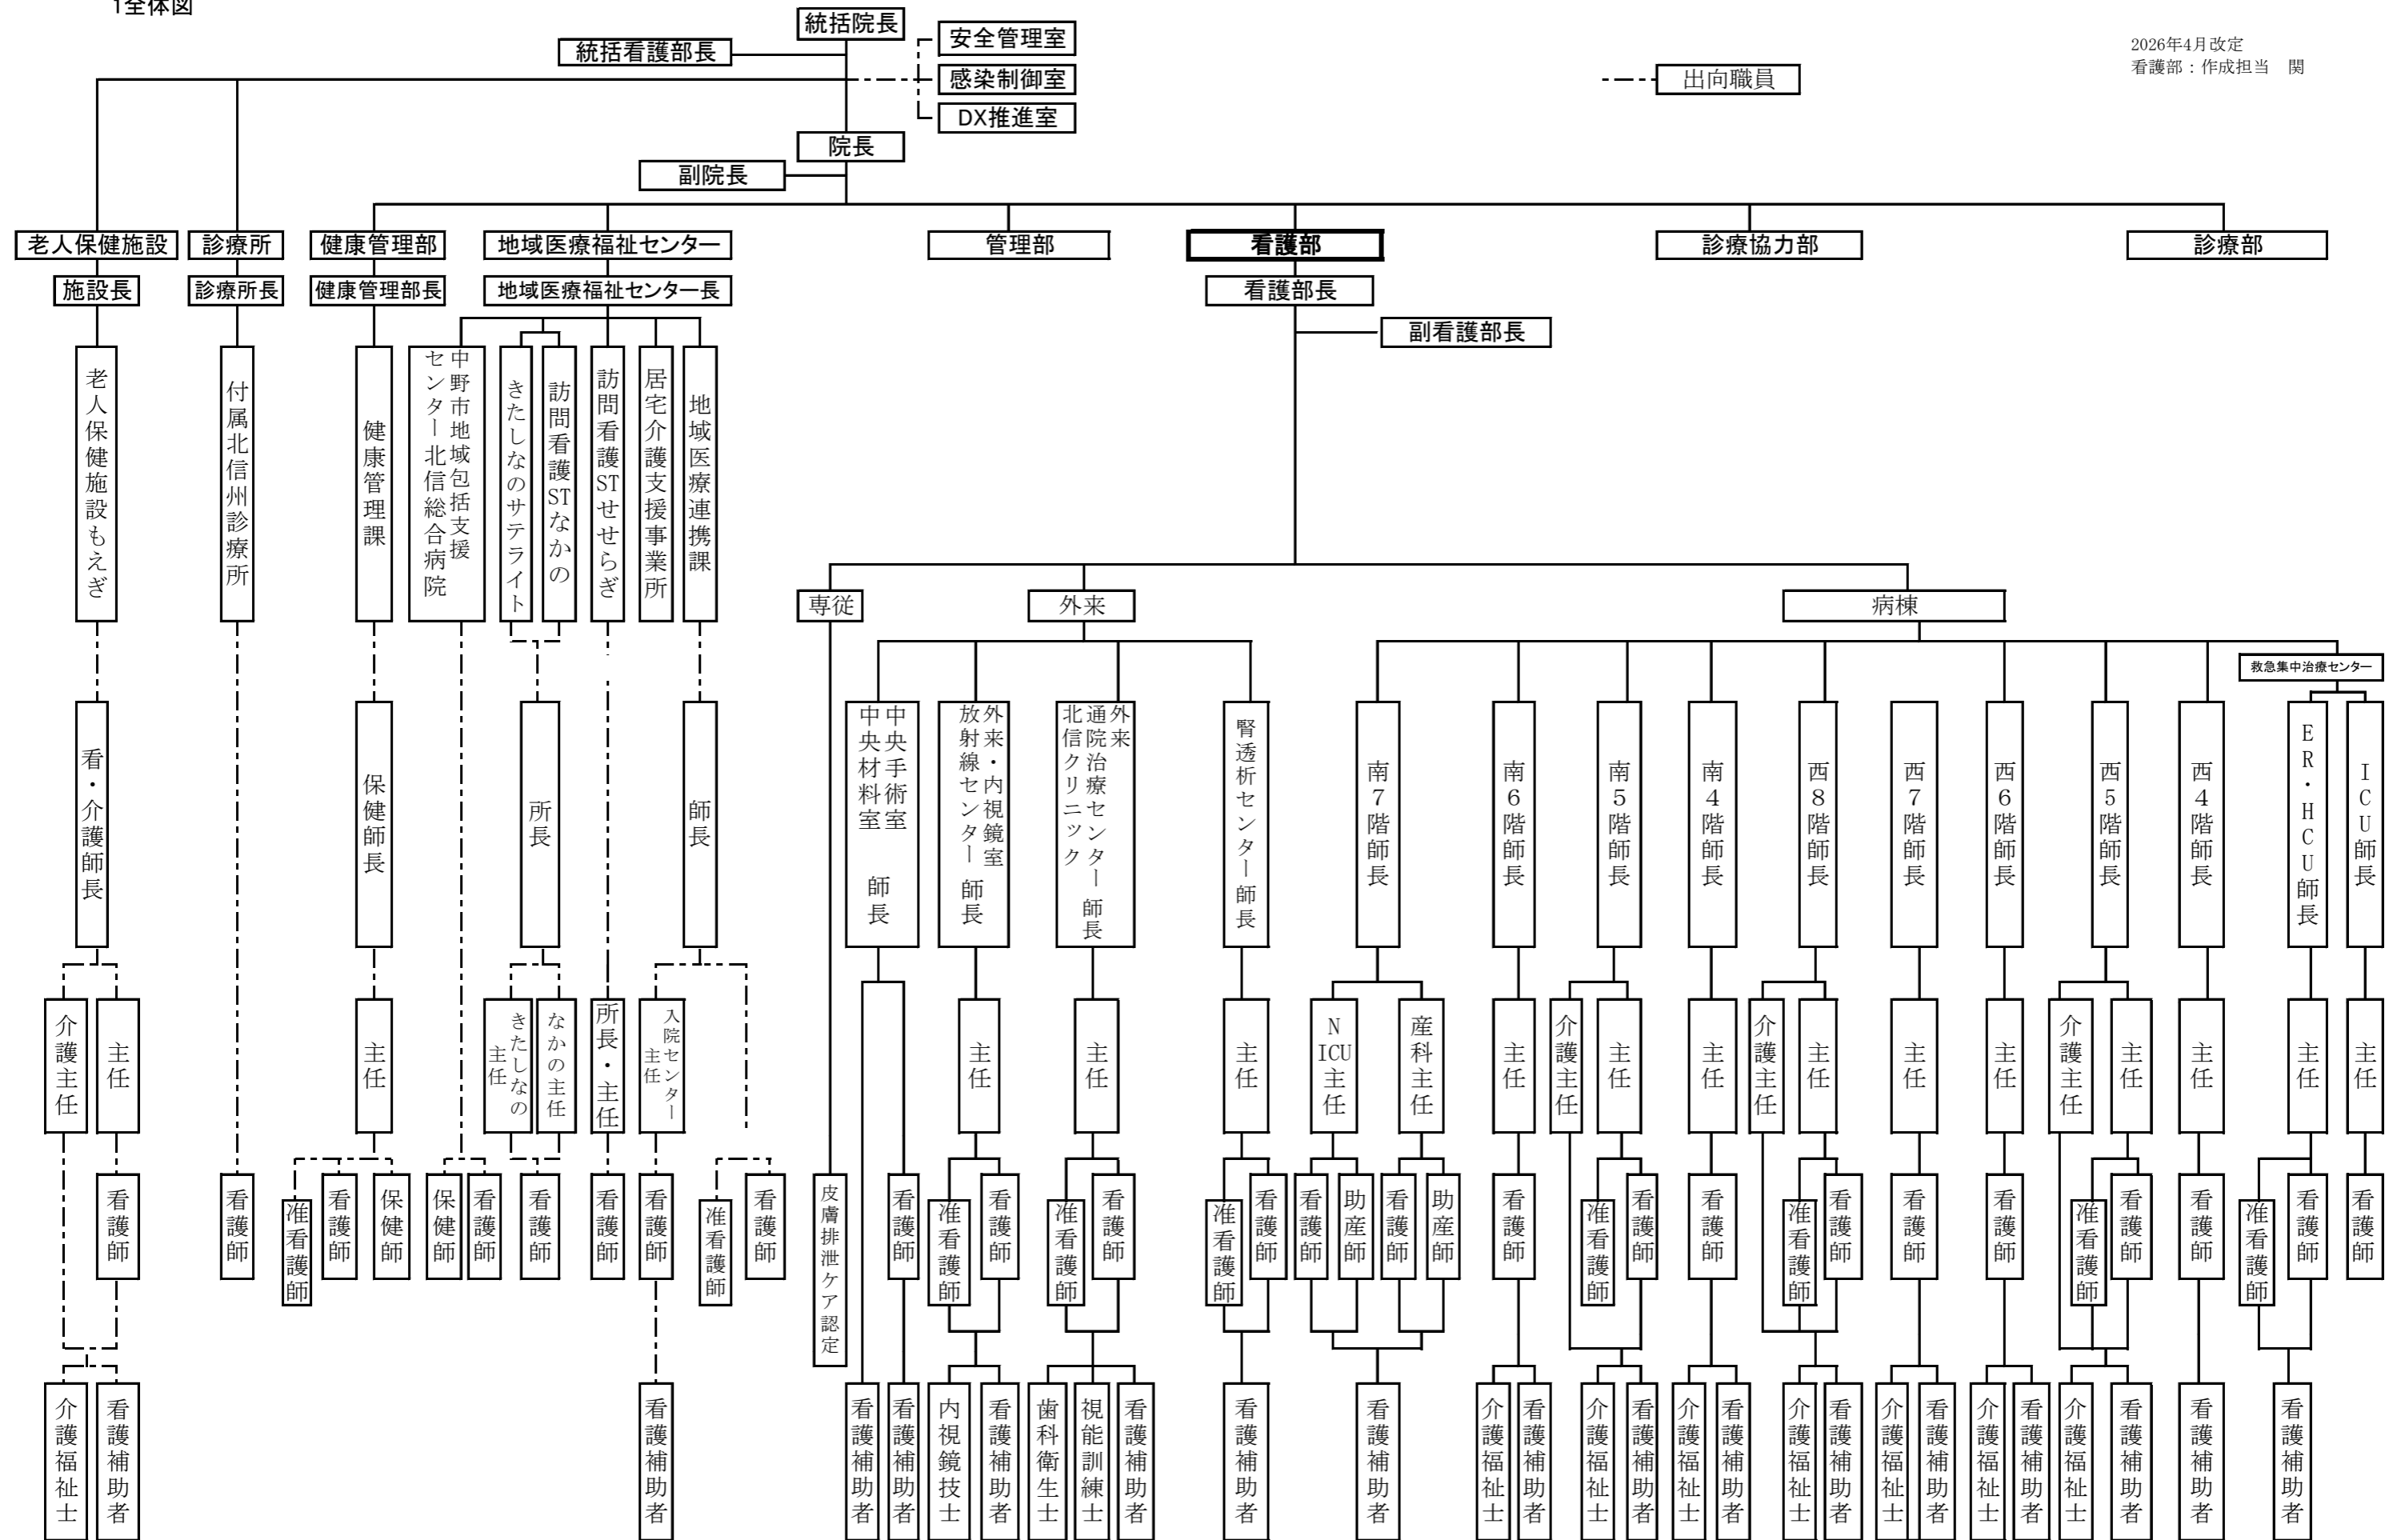 1全体図
2026年4月改定
看護部：作成担当　関
統括院長
統括看護部長
安全管理室
感染制御室
DX推進室
出向職員
院長
副院長
老人保健施設
診療所
健康管理部
地域医療福祉センター
管理部
看護部
診療協力部
診療部
施設長
診療所長
健康管理部長
地域医療福祉センター長
看護部長
副看護部長
老人保健施設もえぎ
付属北信州診療所
健康管理課
中野市地域包括支援
センター北信総合病院
きたしなのサテライト
訪問看護STなかの
訪問看護STせせらぎ
居宅介護支援事業所
地域医療連携課
専従
外来
病棟
救急集中治療センター
看・介護師長
保健師長
所長
師長
中央手術室
中央材料室　師長
外来・内視鏡室
放射線センター　師長
外来
通院治療センター　師長
北信クリニック
腎透析センター師長
南7階師長
南6階師長
南5階師長
南4階師長
西8階師長
西7階師長
西6階師長
西5階師長
西4階師長
ER・HCU師長
ICU師長
介護主任
主任
主任
きたしなの
主任
なかの主任
所長・主任
入院センター
主任
主任
主任
主任
NICU主任
産科主任
主任
介護主任
主任
主任
介護主任
主任
主任
主任
介護主任
主任
主任
主任
主任
看護師
看護師
准看護師
看護師
保健師
保健師
看護師
看護師
看護師
看護師
准看護師
看護師
皮膚排泄ケア認定
看護師
准看護師
看護師
准看護師
看護師
准看護師
看護師
看護師
助産師
看護師
助産師
看護師
准看護師
看護師
看護師
准看護師
看護師
看護師
看護師
准看護師
看護師
看護師
准看護師
看護師
看護師
介護福祉士
看護補助者
看護補助者
看護補助者
看護補助者
内視鏡技士
看護補助者
歯科衛生士
視能訓練士
看護補助者
看護補助者
看護補助者
介護福祉士
看護補助者
介護福祉士
看護補助者
介護福祉士
看護補助者
介護福祉士
看護補助者
介護福祉士
看護補助者
介護福祉士
看護補助者
介護福祉士
看護補助者
看護補助者
看護補助者